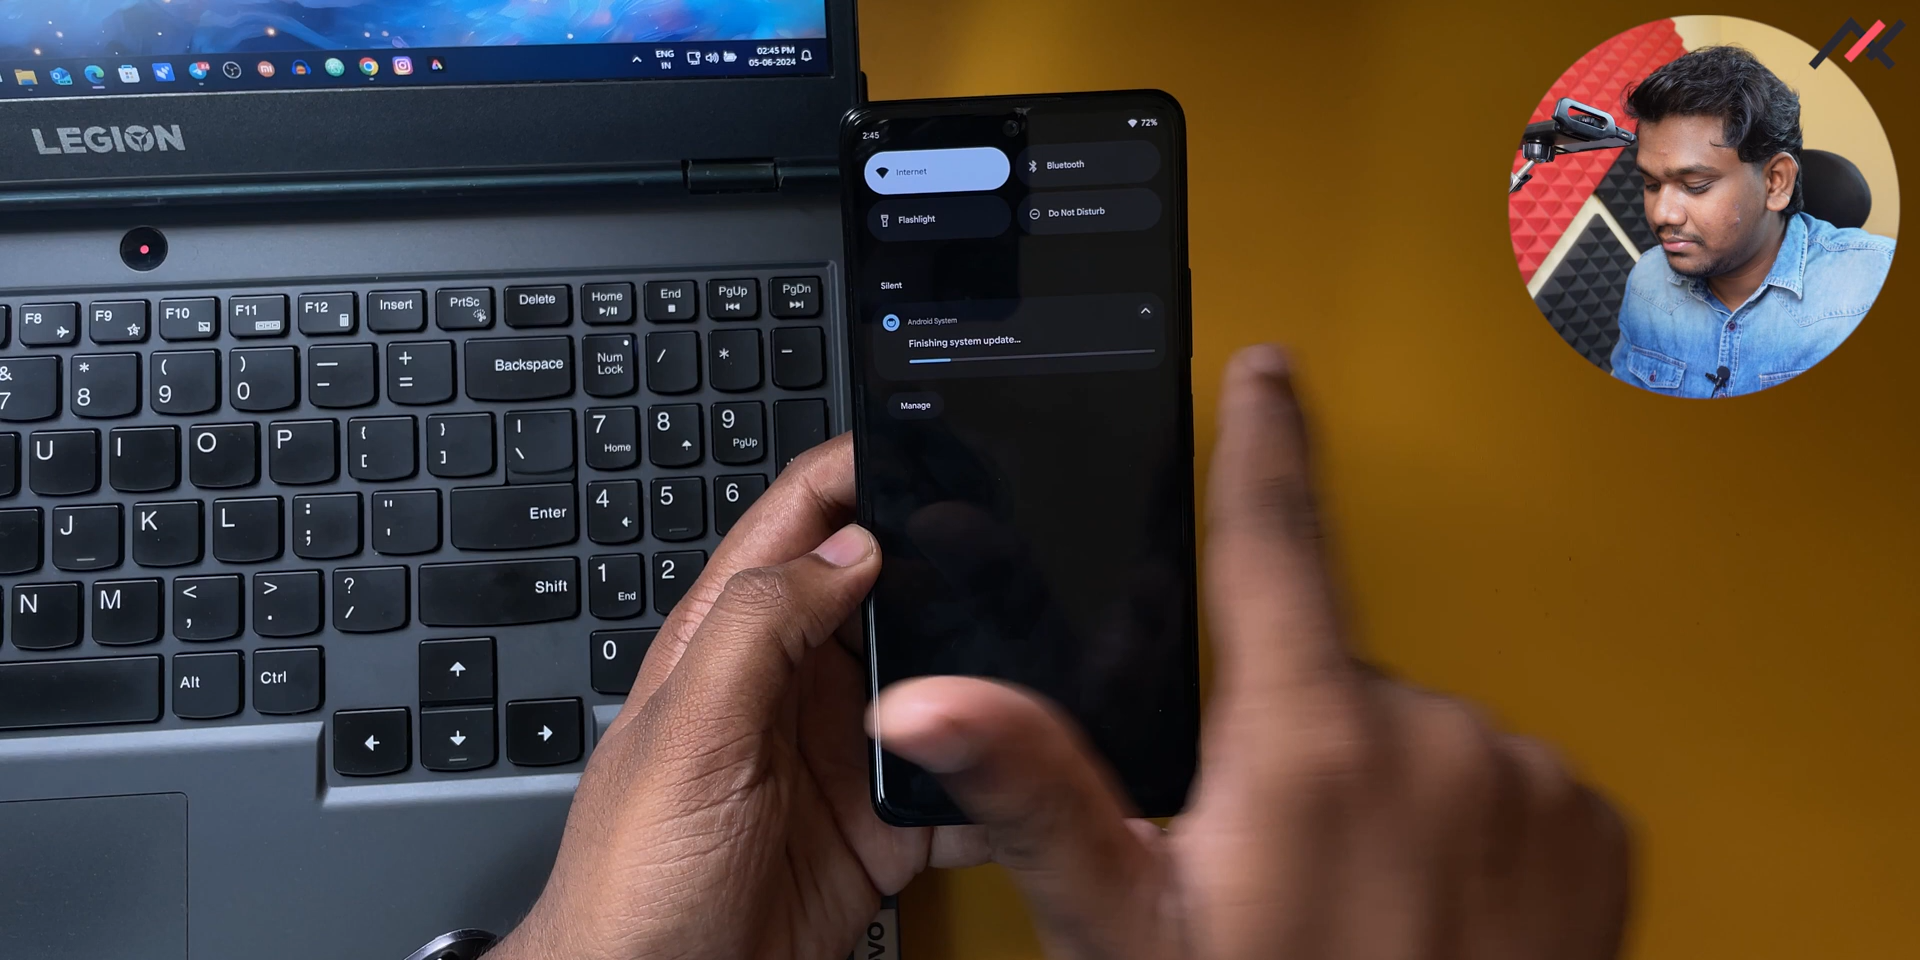 ENG
IN
02:45 PM
05-06-2024
LEGION
2:45
72%
Internet
Bluetooth
Flashlight
Do Not Disturb
Silent
Android System
Finishing system update...
Manage
F8
F9
F10
F11
F12
Insert
PrtSc
Delete
Home
End
PgUp
PgDn
&
7
*
8
(
9
)
0
—
–
+
=
Backspace
Num
Lock
/
*
–
U
I
O
P
{
[
}
]
|
\
7
Home
8
9
PgUp
J
K
L
:
;
"
'
Enter
4
5
6
N
M
<
,
>
.
?
/
Shift
1
End
2
Alt
Ctrl
0